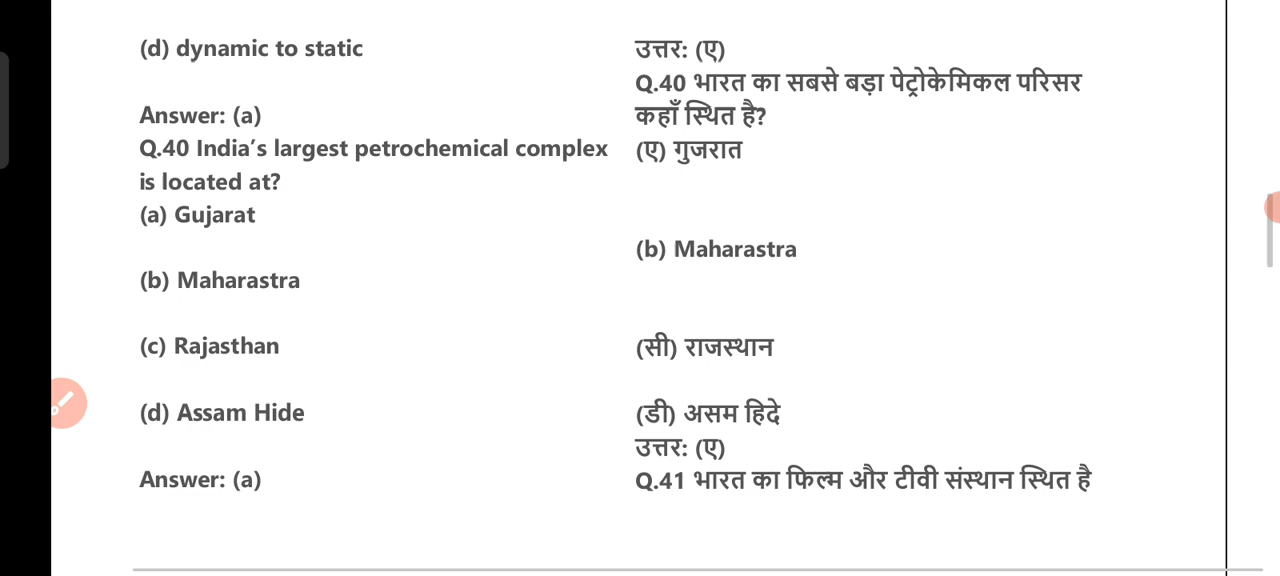 (d) dynamic to static
Answer: (a)
Q.40 India’s largest petrochemical complex
is located at?
(a) Gujarat
(b) Maharastra
(c) Rajasthan
(d) Assam Hide
Answer: (a)
उत्तर: (ए)
Q.40 भारत का सबसे बड़ा पेट्रोकेमिकल परिसर
कहाँ स्थित है?
(ए) गुजरात
(b) Maharastra
(सी) राजस्थान
(डी) असम हिदे
उत्तर: (ए)
Q.41 भारत का फिल्म और टीवी संस्थान स्थित है